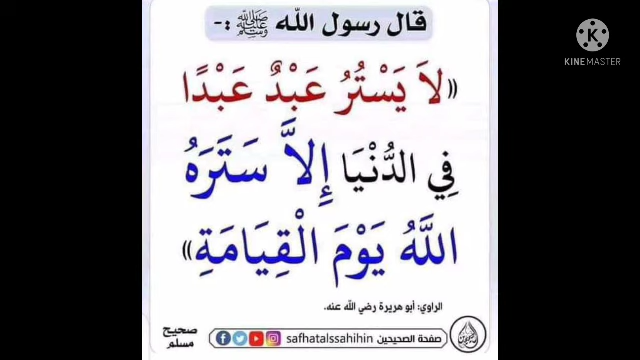 قال رسول الله ﷺ :-
«لاَ يَسْتُرُ عَبْدٌ عَبْدًا
فِي الدُّنْيَا إِلاَّ سَتَرَهُ
اللَّهُ يَوْمَ الْقِيَامَةِ»
الراوي: أبو هريرة رضي الله عنه.
صفحة الصحيحين safhatalssahihin
صحيح
مسلم
KINEMASTER